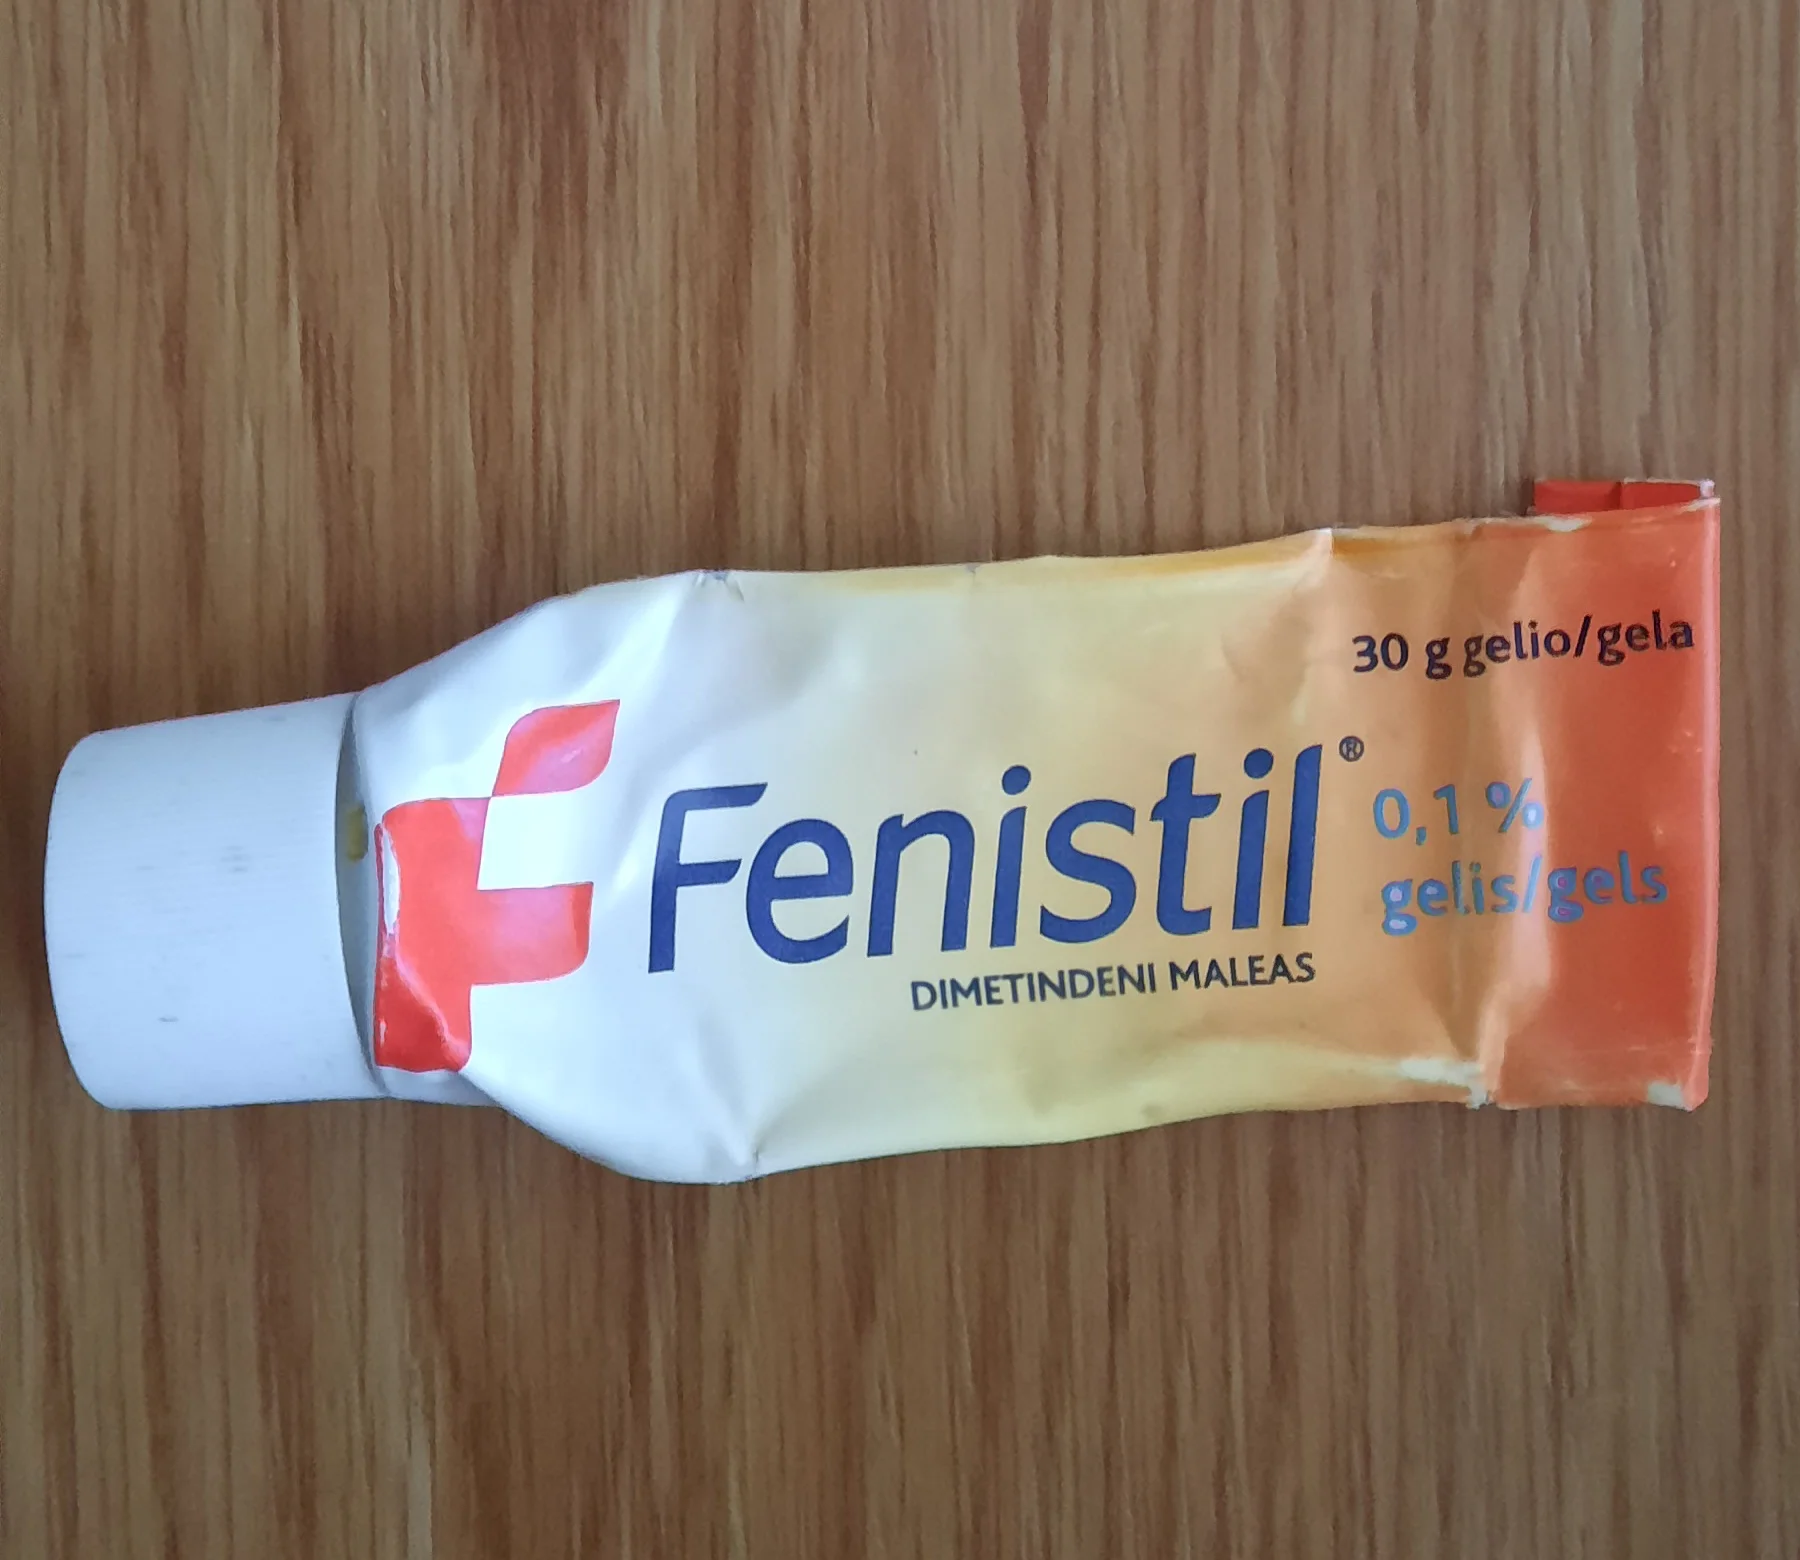 30 g gelio/gela
Fenistil®
0,1 %
gelis/gels
DIMETINDENI MALEAS